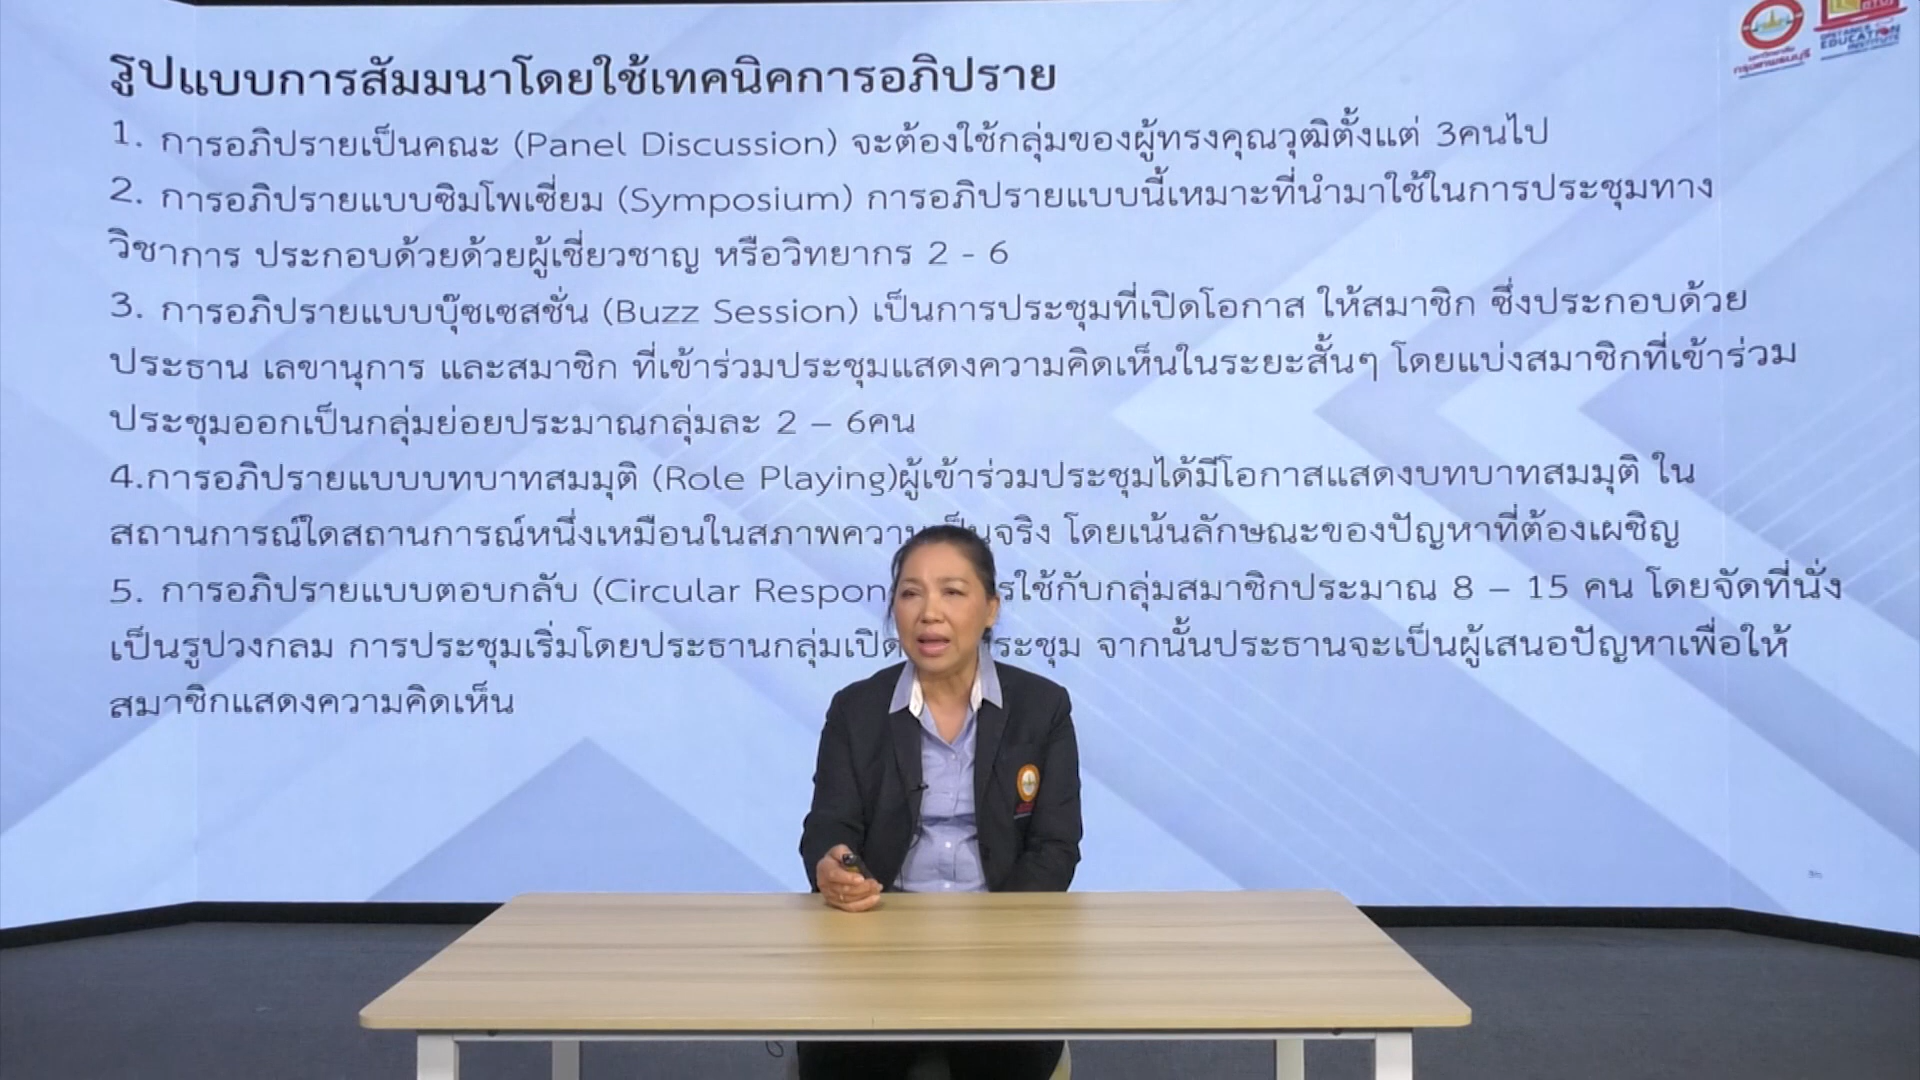 รูปแบบการสัมมนาโดยใช้เทคนิคการอภิปราย
1. การอภิปรายเป็นคณะ (Panel Discussion) จะต้องใช้กลุ่มของผู้ทรงคุณวุฒิตั้งแต่ 3คนไป
2. การอภิปรายแบบซิมโพเซี่ยม (Symposium) การอภิปรายแบบนี้เหมาะที่นำมาใช้ในการประชุมทาง
วิชาการ ประกอบด้วยด้วยผู้เชี่ยวชาญ หรือวิทยากร 2 - 6
3. การอภิปรายแบบบุ๊ซเซสชั่น (Buzz Session) เป็นการประชุมที่เปิดโอกาส ให้สมาชิก ซึ่งประกอบด้วย
ประธาน เลขานุการ และสมาชิก ที่เข้าร่วมประชุมแสดงความคิดเห็นในระยะสั้นๆ โดยแบ่งสมาชิกที่เข้าร่วม
ประชุมออกเป็นกลุ่มย่อยประมาณกลุ่มละ 2 – 6คน
4.การอภิปรายแบบบทบาทสมมุติ (Role Playing)ผู้เข้าร่วมประชุมได้มีโอกาสแสดงบทบาทสมมุติ ใน
สถานการณ์ใดสถานการณ์หนึ่งเหมือนในสภาพความเป็นจริง โดยเน้นลักษณะของปัญหาที่ต้องเผชิญ
5. การอภิปรายแบบตอบกลับ (Circular Respon รใช้กับกลุ่มสมาชิกประมาณ 8 – 15 คน โดยจัดที่นั่ง
เป็นรูปวงกลม การประชุมเริ่มโดยประธานกลุ่มเปิด ระชุม จากนั้นประธานจะเป็นผู้เสนอปัญหาเพื่อให้
สมาชิกแสดงความคิดเห็น
EDUCATION